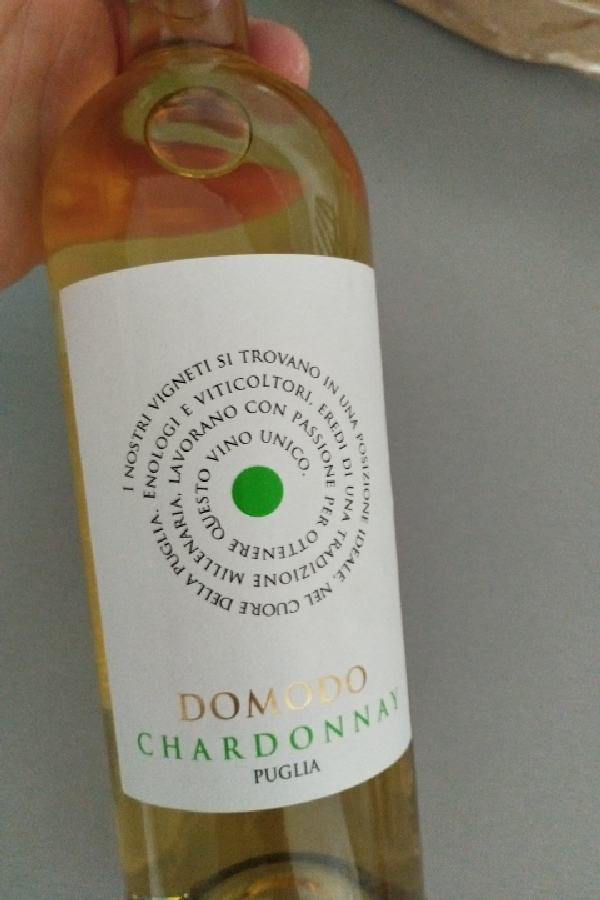 I NOSTRI VIGNETI SI TROVANO IN UNA POSIZIONE IDEALE, NEL CUORE DELLA PUGLIA. ENOLOGI E VITICOLTORI, EREDI DI UNA TRADIZIONE MILLENARIA, LAVORANO CON PASSIONE PER OTTENERE QUESTO VINO UNICO.
DOMODO
CHARDONNAY
PUGLIA